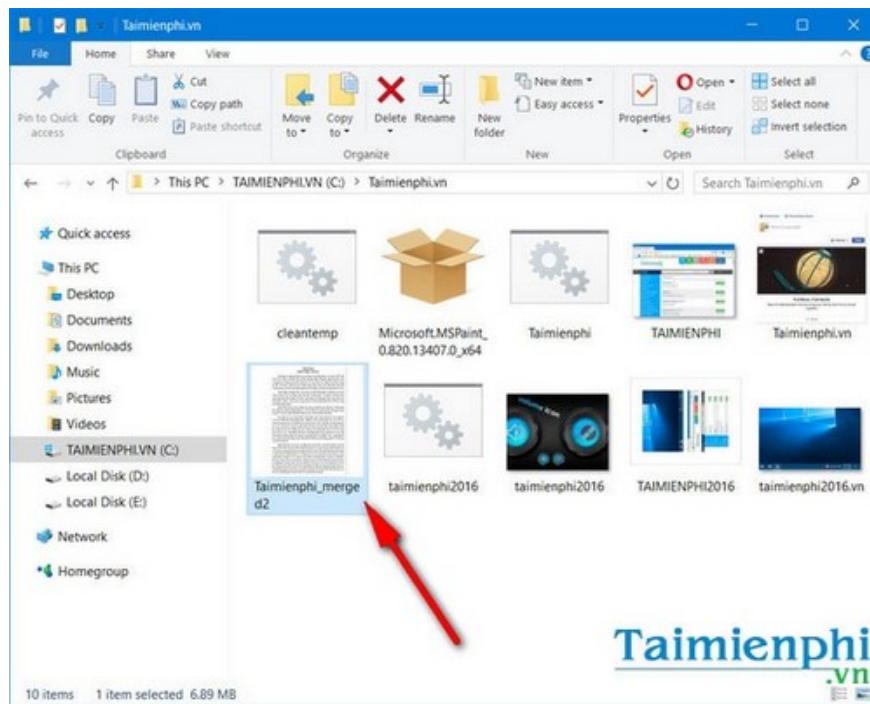 Taimienphi.vn
File Home Share View
Pin to Quick access
Copy
Paste
Cut
Copy path
Paste shortcut
Clipboard
Move to
Copy to
Delete
Rename
Organize
New folder
New item
Easy access
New
Properties
Open
Edit
History
Open
Select all
Select none
Invert selection
Select
This PC > TAIMIENPHI.VN (C:) > Taimienphi.vn
Search Taimienphi.vn
Quick access
This PC
Desktop
Documents
Downloads
Music
Pictures
Videos
TAIMIENPHI.VN (C:)
Local Disk (D:)
Local Disk (E:)
Network
Homegroup
cleantemp
Microsoft.MSPaint_
0.820.13407.0_x64
Taimienphi
TAIMIENPHI
Taimienphi.vn
Taimienphi_merge
d2
taimienphi2016
volume icon
taimienphi2016
TAIMIENPHI2016
taimienphi2016.vn
Taimienphi
.vn
10 items 1 item selected 6.89 MB